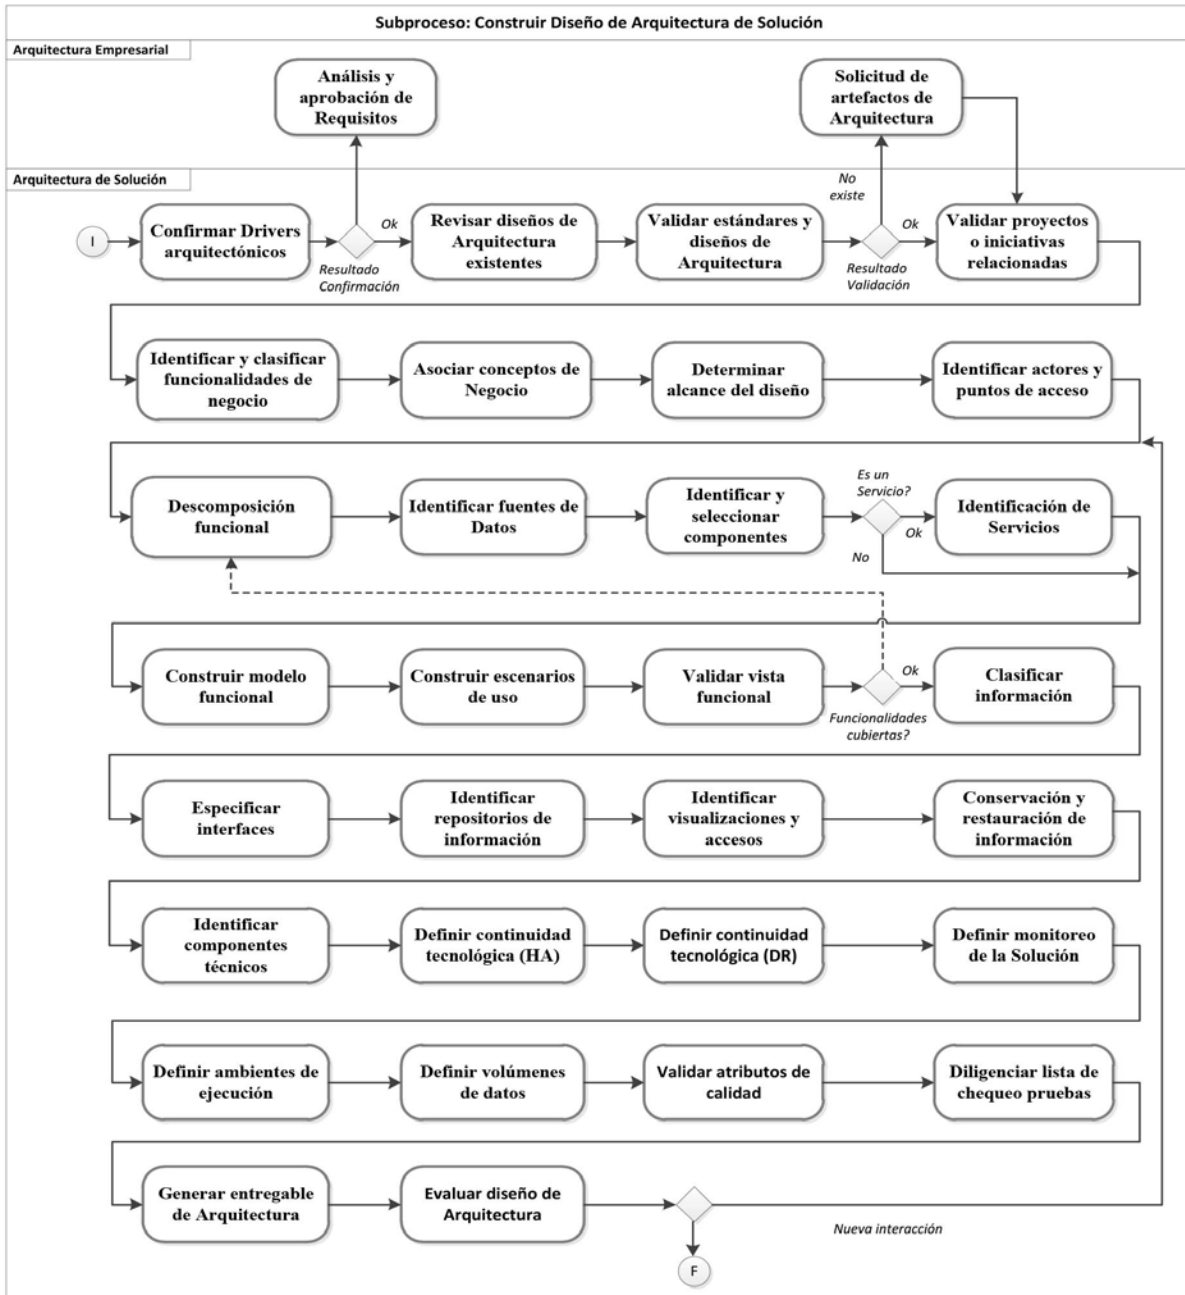 Subproceso: Construir Diseño de Arquitectura de Solución
Arquitectura Empresarial
Análisis y
aprobación de
Requisitos
Solicitud de
artefactos de
Arquitectura
Arquitectura de Solución
No
existe
I
Confirmar Drivers
arquitectónicos
Ok
Resultado
Confirmación
Revisar diseños de
Arquitectura
existentes
Validar estándares y
diseños de
Arquitectura
Ok
Resultado
Validación
Validar proyectos
o iniciativas
relacionadas
Identificar y clasificar
funcionalidades de
negocio
Asociar conceptos de
Negocio
Determinar
alcance del diseño
Identificar actores y
puntos de acceso
Descomposición
funcional
Identificar fuentes de
Datos
Identificar y
seleccionar
componentes
Es un
Servicio?
Ok
No
Identificación de
Servicios
Construir modelo
funcional
Construir escenarios
de uso
Validar vista
funcional
Ok
Funcionalidades
cubiertas?
Clasificar
información
Especificar
interfaces
Identificar
repositorios de
información
Identificar
visualizaciones y
accesos
Conservación y
restauración de
información
Identificar
componentes
técnicos
Definir continuidad
tecnológica (HA)
Definir continuidad
tecnológica (DR)
Definir monitoreo
de la Solución
Definir ambientes de
ejecución
Definir volúmenes
de datos
Validar atributos de
calidad
Diligenciar lista de
chequeo pruebas
Generar entregable
de Arquitectura
Evaluar diseño de
Arquitectura
Nueva interacción
F